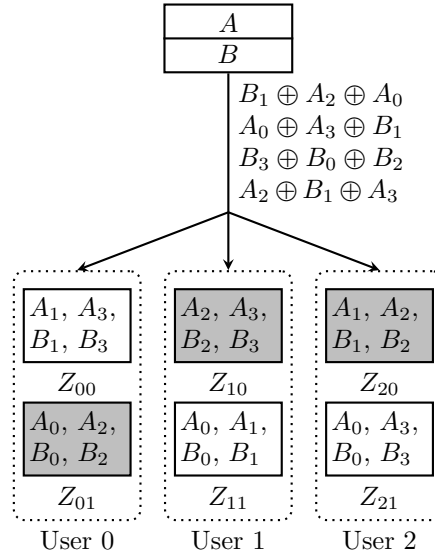 A
B
B₁ ⊕ A₂ ⊕ A₀
A₀ ⊕ A₃ ⊕ B₁
B₃ ⊕ B₀ ⊕ B₂
A₂ ⊕ B₁ ⊕ A₃
A₁, A₃,
B₁, B₃
Z₀₀
A₀, A₂,
B₀, B₂
Z₀₁
User 0
A₂, A₃,
B₂, B₃
Z₁₀
A₀, A₁,
B₀, B₁
Z₁₁
User 1
A₁, A₂,
B₁, B₂
Z₂₀
A₀, A₃,
B₀, B₃
Z₂₁
User 2